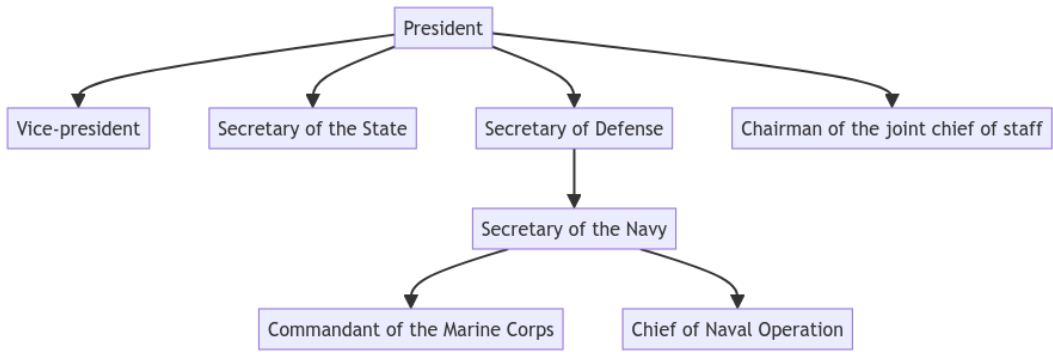 President
Vice-president
Secretary of the State
Secretary of Defense
Chairman of the joint chief of staff
Secretary of the Navy
Commandant of the Marine Corps
Chief of Naval Operation